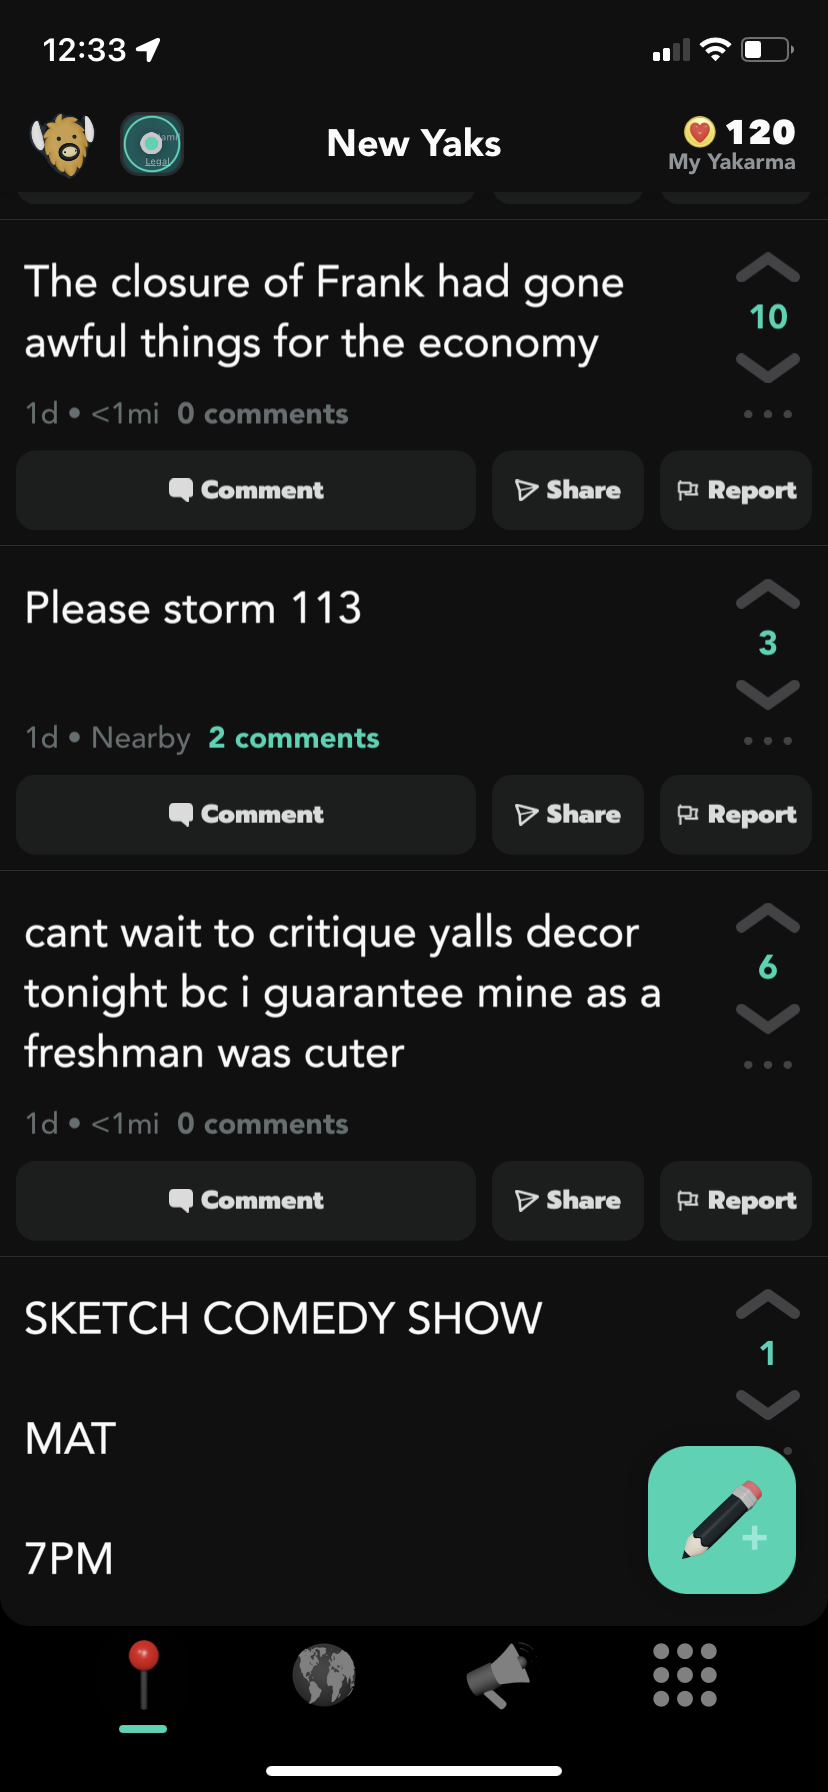 12:33
Legal
New Yaks
120
My Yakarma
The closure of Frank had gone
awful things for the economy
10
1d • <1mi 0 comments
Comment
Share
Report
Please storm 113
3
1d • Nearby 2 comments
Comment
Share
Report
cant wait to critique yalls decor
tonight bc i guarantee mine as a
freshman was cuter
6
1d • <1mi 0 comments
Comment
Share
Report
SKETCH COMEDY SHOW
1
MAT
7PM